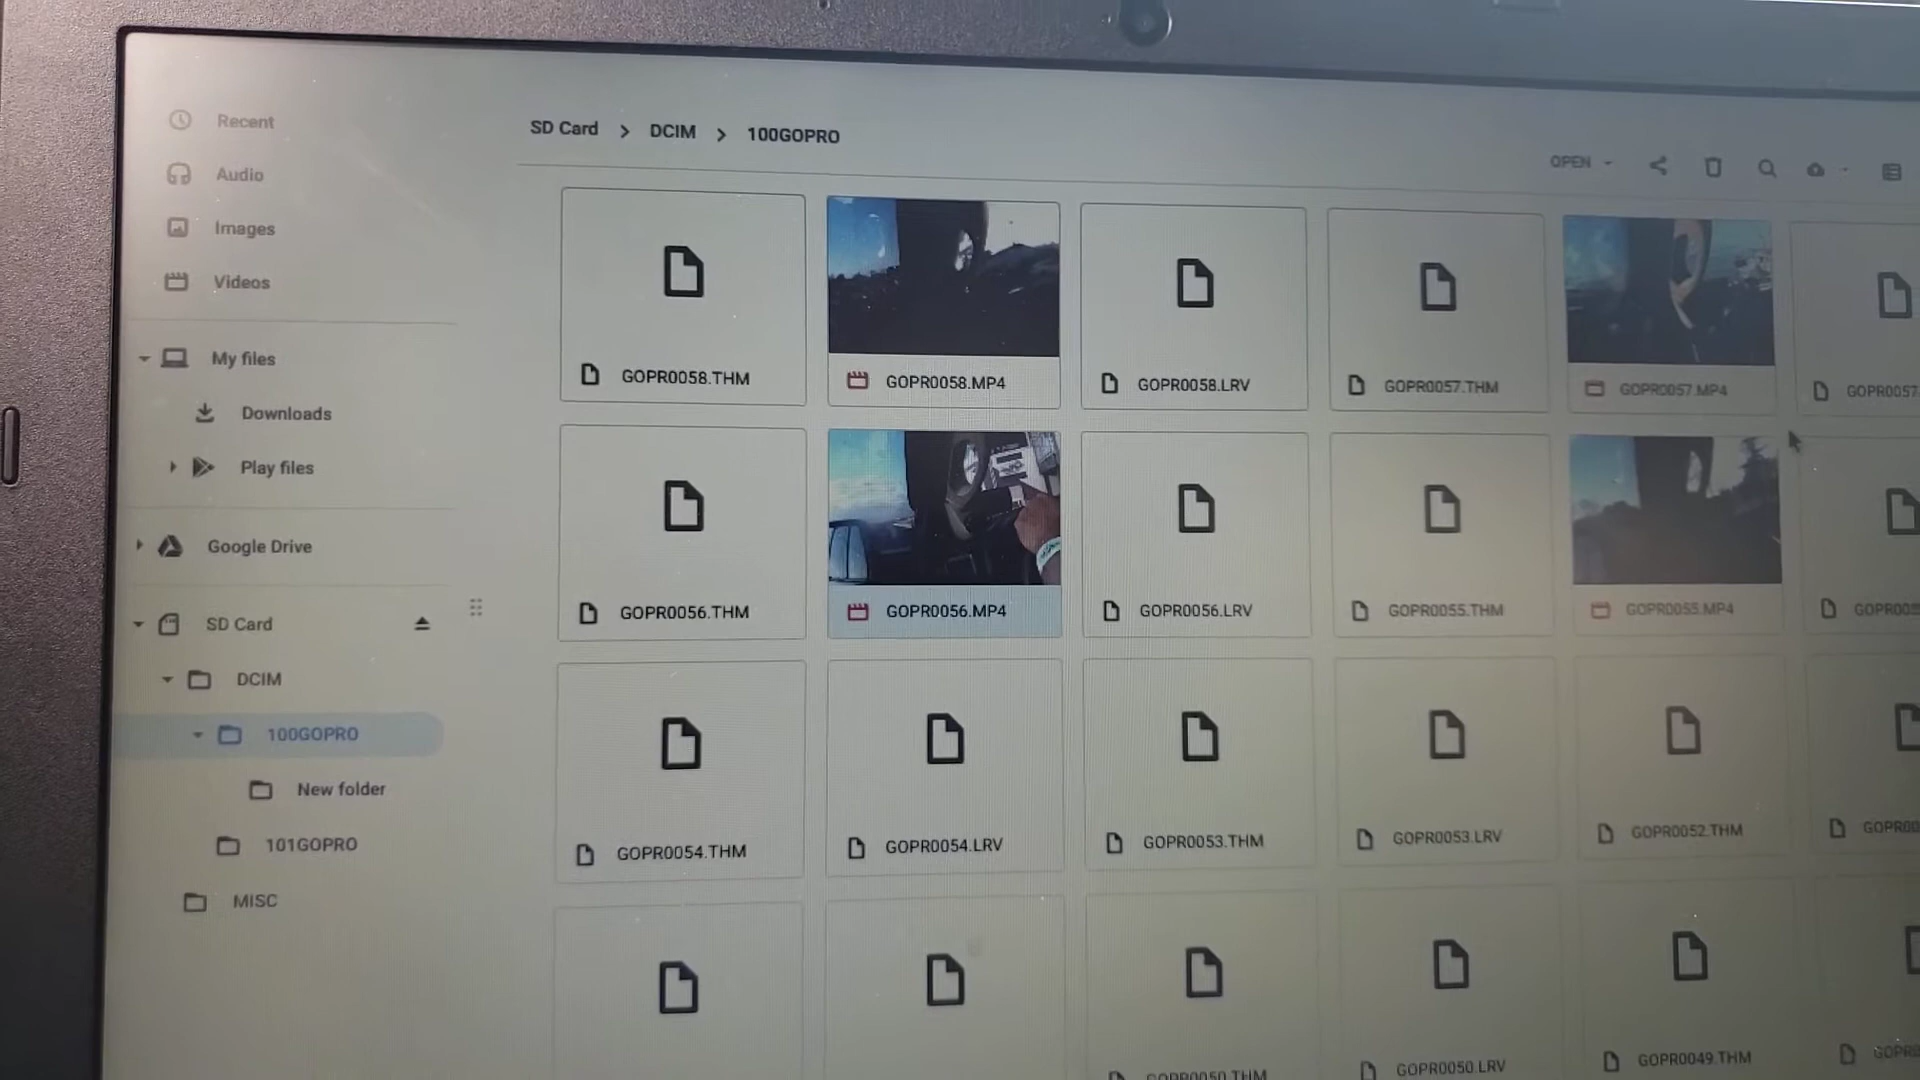 Recent
Audio
Images
Videos
My files
Downloads
Play files
Google Drive
SD Card
DCIM
100GOPRO
New folder
101GOPRO
MISC
SD Card > DCIM > 100GOPRO
OPEN
GOPR0058.THM
GOPR0058.MP4
GOPR0058.LRV
GOPR0057.THM
GOPR0057.MP4
GOPR0057
GOPR0056.THM
GOPR0056.MP4
GOPR0056.LRV
GOPR0055.THM
GOPR0055.MP4
GOPR0054.THM
GOPR0054.LRV
GOPR0053.THM
GOPR0053.LRV
GOPR0052.THM
GOPR0050.THM
GOPR0050.LRV
GOPR0049.THM